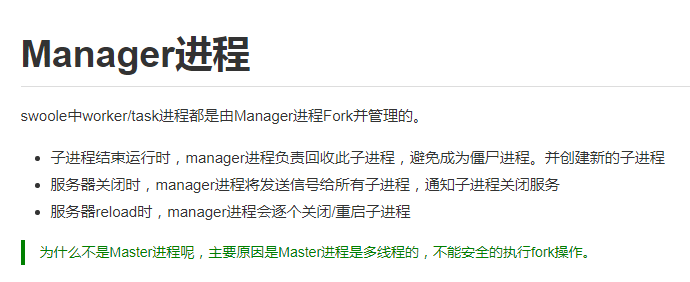 Manager进程
swoole中worker/task进程都是由Manager进程Fork并管理的。
子进程结束运行时，manager进程负责回收此子进程，避免成为僵尸进程。并创建新的子进程
服务器关闭时，manager进程将发送信号给所有子进程，通知子进程关闭服务
服务器reload时，manager进程会逐个关闭/重启子进程
为什么不是Master进程呢，主要原因是Master进程是多线程的，不能安全的执行fork操作。